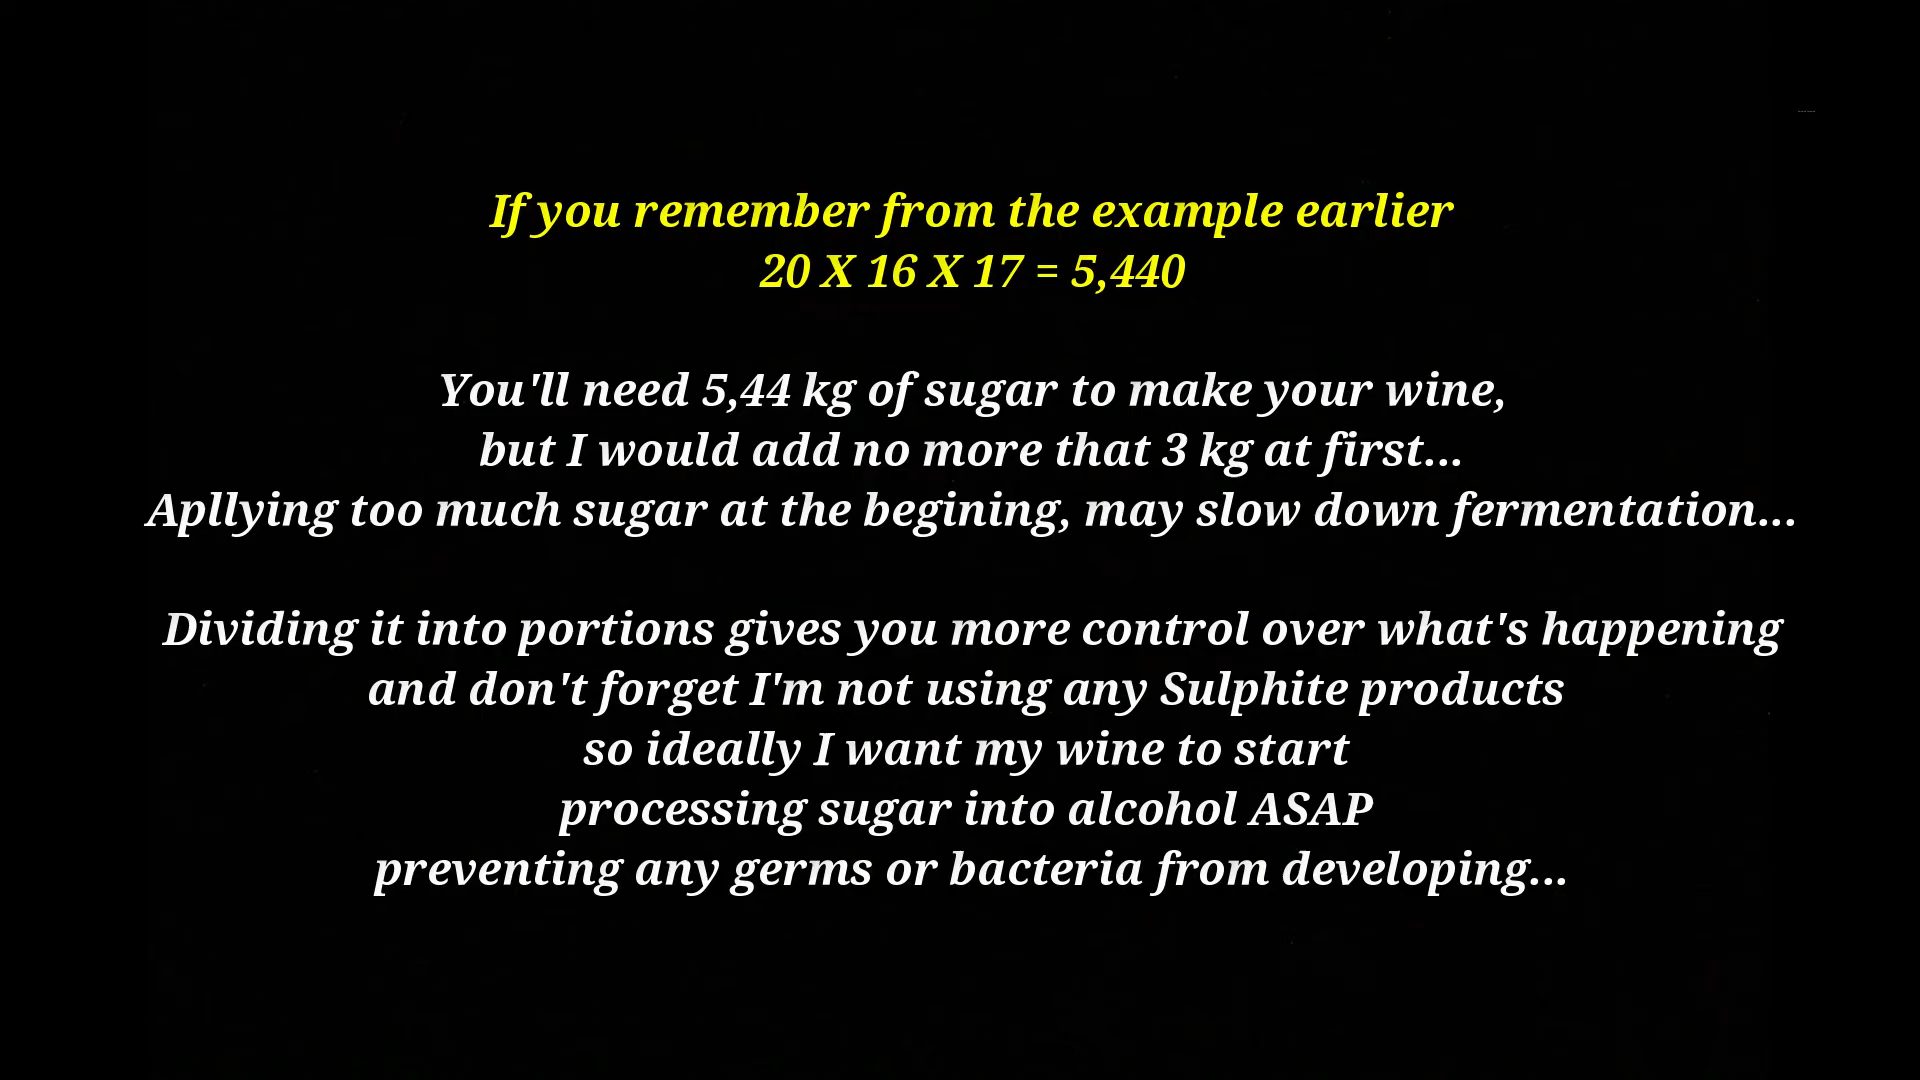 If you remember from the example earlier
20 X 16 X 17 = 5,440
You'll need 5,44 kg of sugar to make your wine,
but I would add no more that 3 kg at first...
Apllying too much sugar at the begining, may slow down fermentation...
Dividing it into portions gives you more control over what's happening
and don't forget I'm not using any Sulphite products
so ideally I want my wine to start
processing sugar into alcohol ASAP
preventing any germs or bacteria from developing...